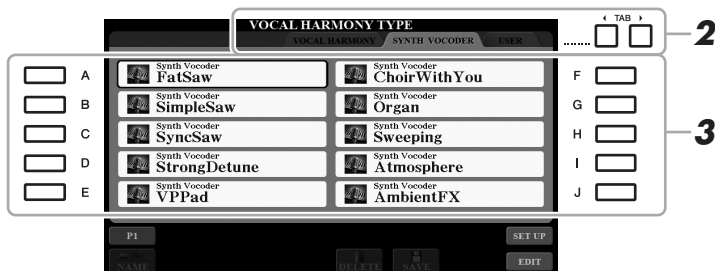 VOCAL HARMONY TYPE
VOCAL HARMONY SYNTH VOCODER USER
TAB
2
A
Synth Vocoder
FatSaw
Synth Vocoder
ChoirWithYou
F
B
Synth Vocoder
SimpleSaw
Synth Vocoder
Organ
G
C
Synth Vocoder
SyncSaw
Synth Vocoder
Sweeping
H
3
D
Synth Vocoder
StrongDetune
Synth Vocoder
Atmosphere
I
E
Synth Vocoder
VPPad
Synth Vocoder
AmbientFX
J
P1
SET UP
NAME
DELETE
SAVE
EDIT